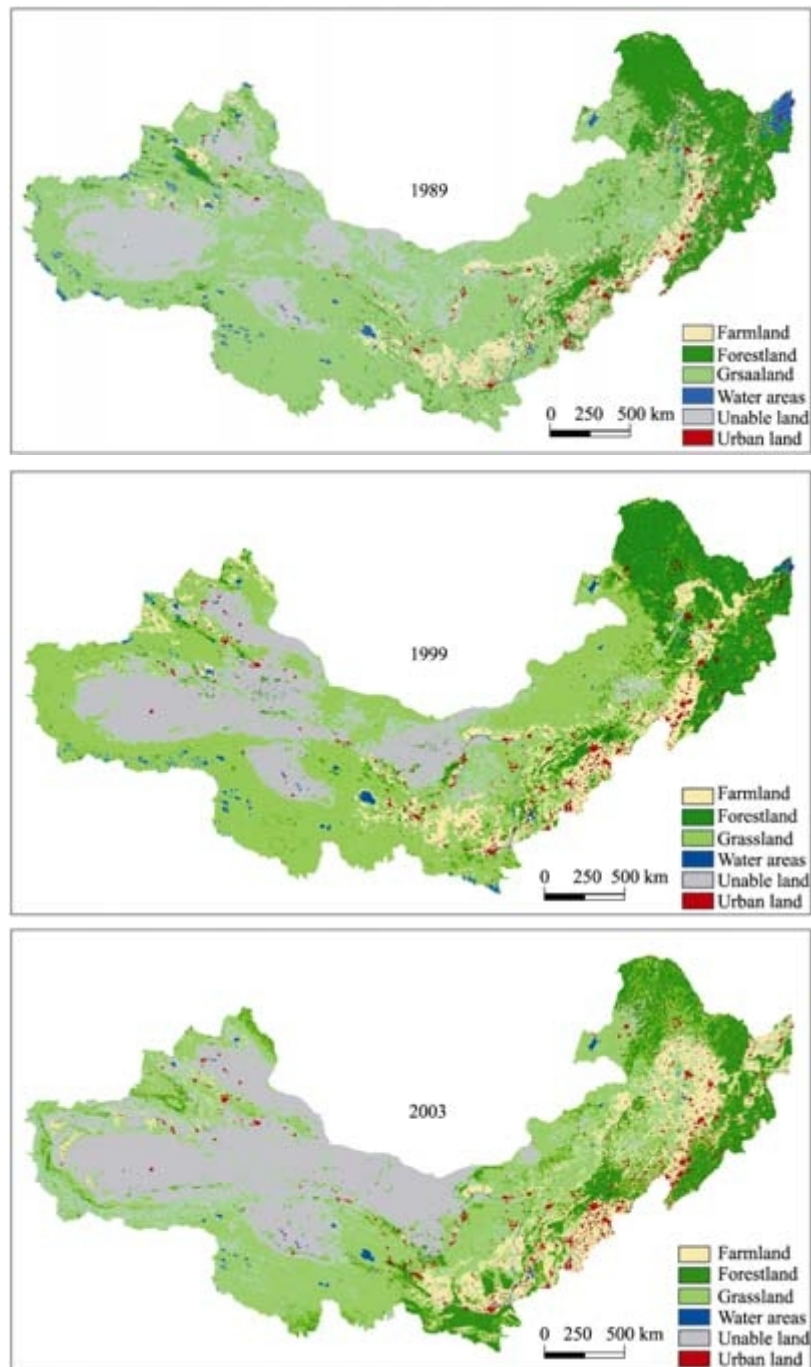 1989
Farmland
Forestland
Grsaaland
Water areas
Unable land
Urban land
0 250 500 km
1999
Farmland
Forestland
Grassland
Water areas
Unable land
Urban land
0 250 500 km
2003
Farmland
Forestland
Grassland
Water areas
Unable land
Urban land
0 250 500 km